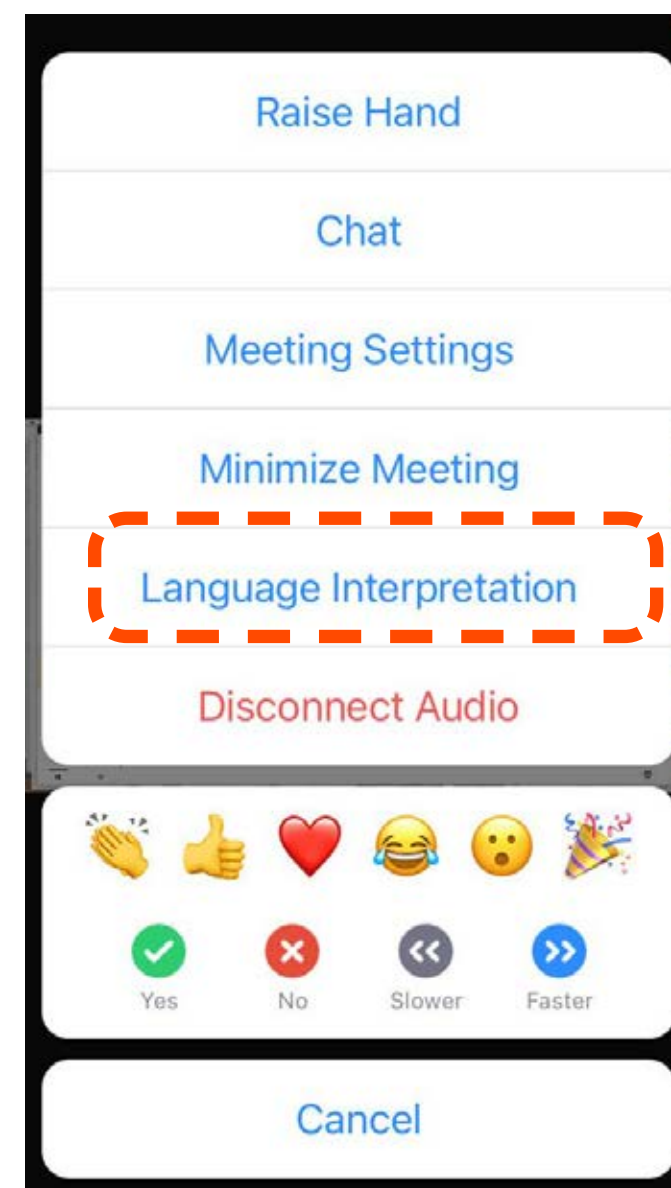 Raise Hand
Chat
Meeting Settings
Minimize Meeting
Language Interpretation
Disconnect Audio
Yes No Slower Faster
Cancel